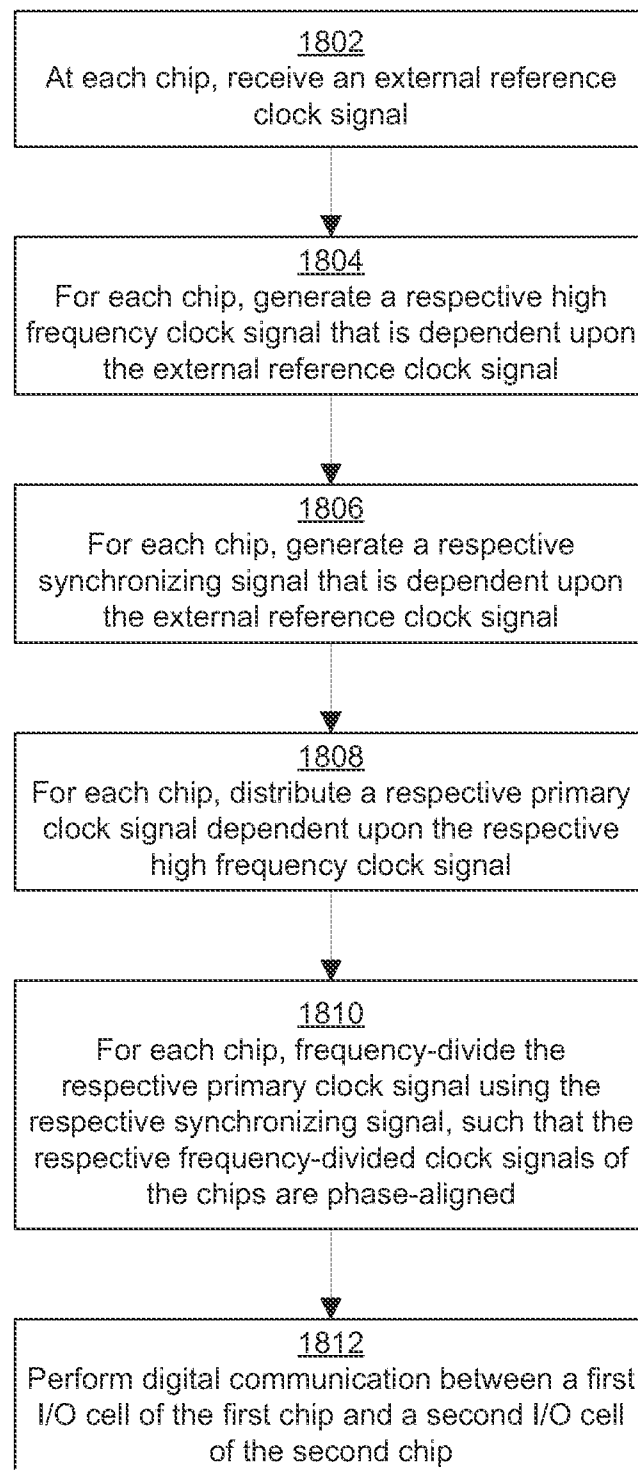 1802
At each chip, receive an external reference
clock signal
1804
For each chip, generate a respective high
frequency clock signal that is dependent upon
the external reference clock signal
1806
For each chip, generate a respective
synchronizing signal that is dependent upon
the external reference clock signal
1808
For each chip, distribute a respective primary
clock signal dependent upon the respective
high frequency clock signal
1810
For each chip, frequency-divide the
respective primary clock signal using the
respective synchronizing signal, such that the
respective frequency-divided clock signals of
the chips are phase-aligned
1812
Perform digital communication between a first
I/O cell of the first chip and a second I/O cell
of the second chip